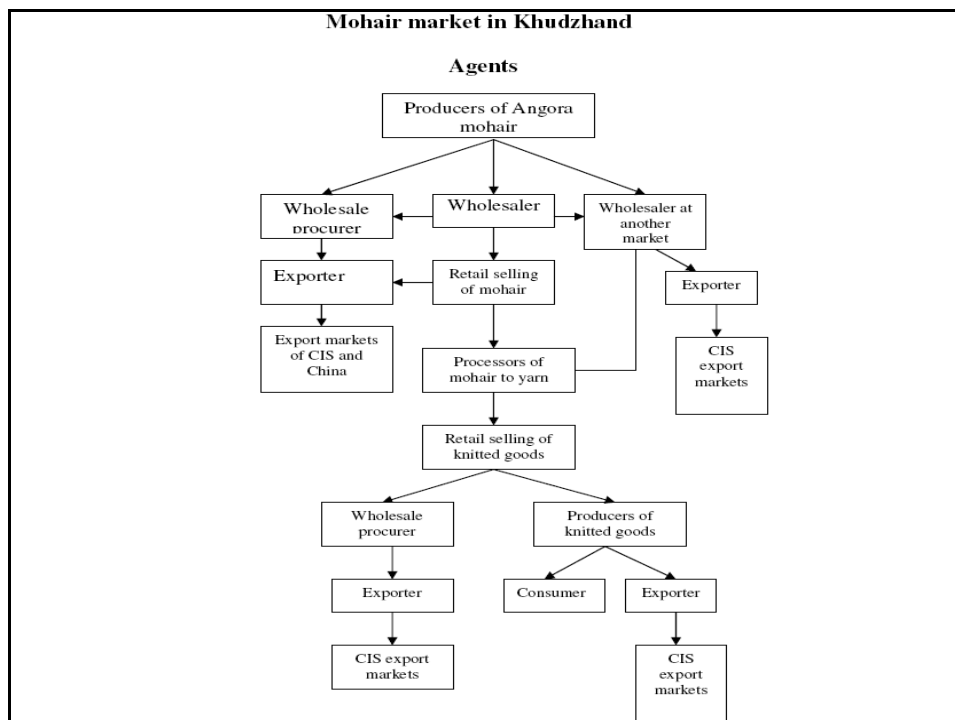 Mohair market in Khudzhand
Agents
Producers of Angora
mohair
Wholesale
procurer
Wholesaler
Wholesaler at
another
market
Exporter
Retail selling
of mohair
Exporter
Export markets
of CIS and
China
Processors of
mohair to yarn
CIS
export
markets
Retail selling of
knitted goods
Wholesale
procurer
Producers of
knitted goods
Exporter
Consumer
Exporter
CIS export
markets
CIS
export
markets